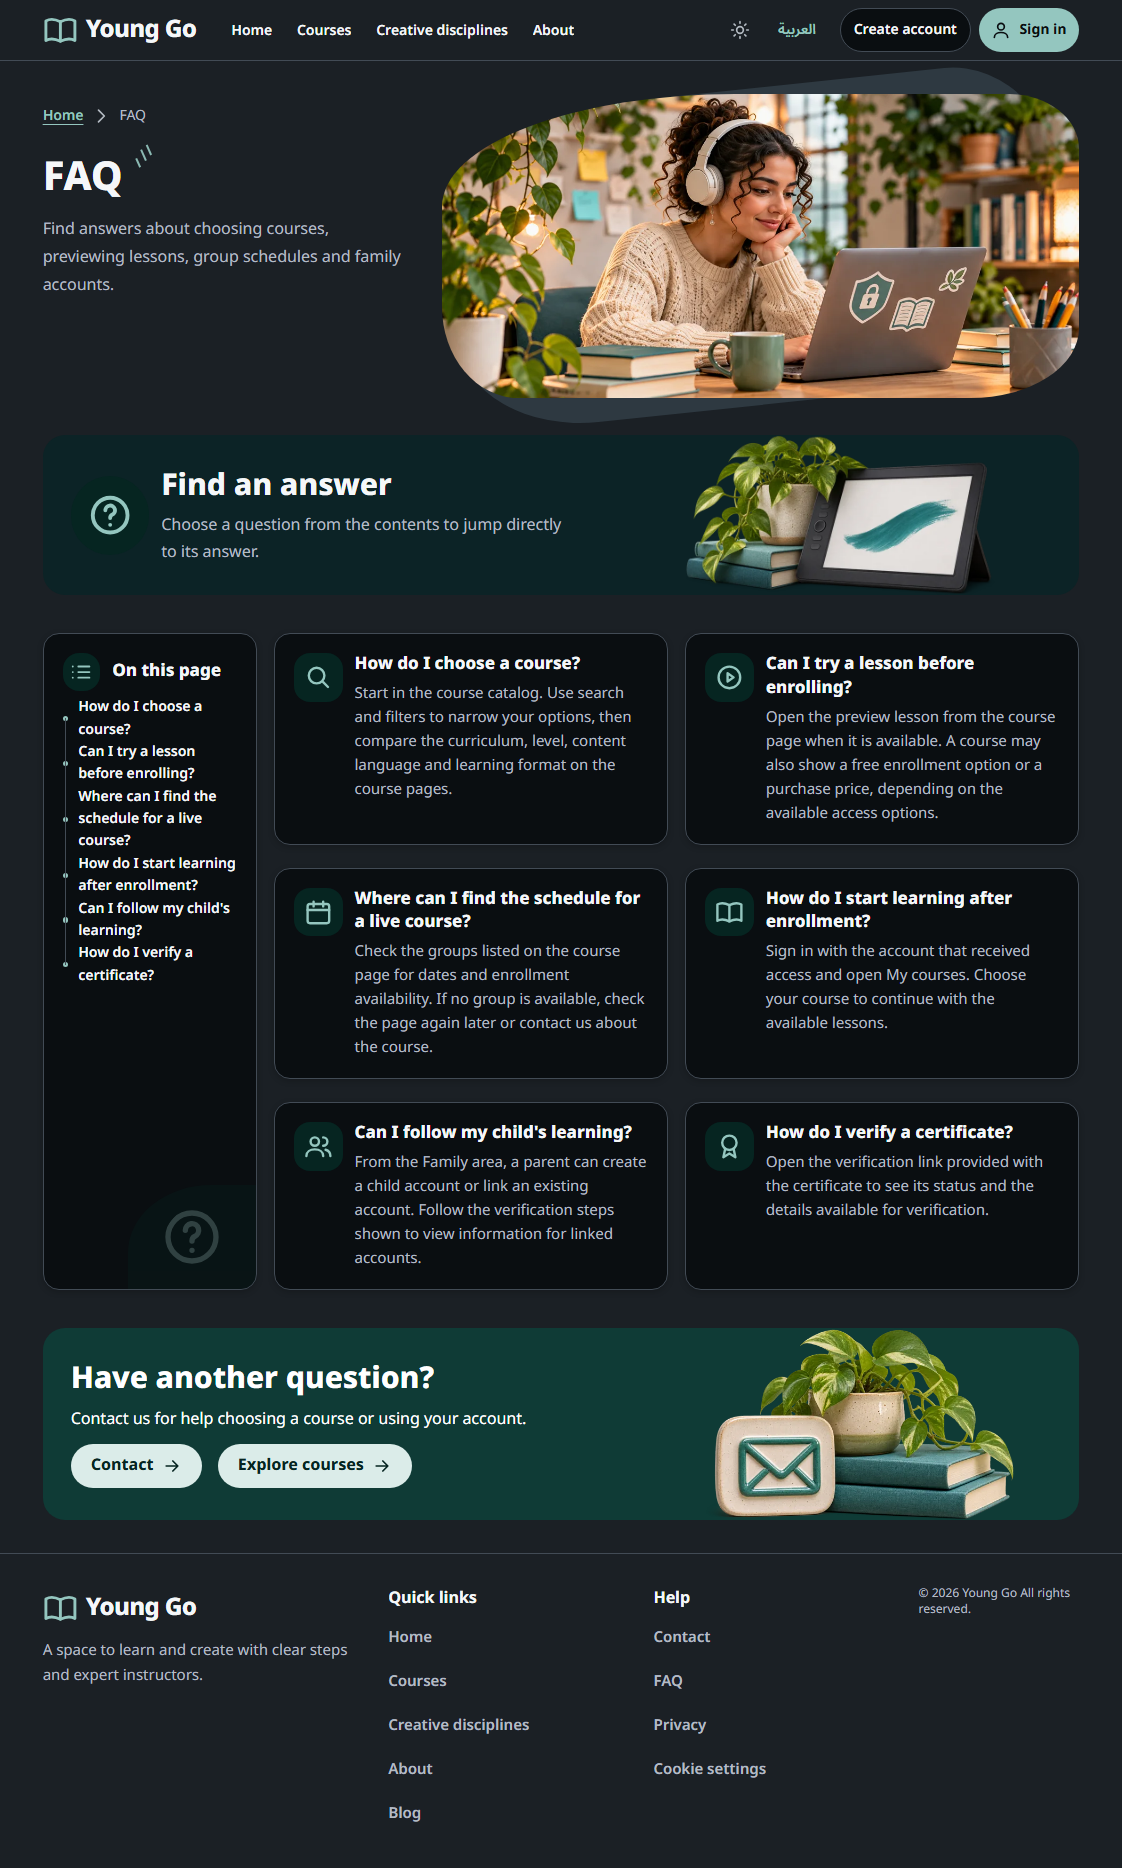 Young Go
Home
Courses
Creative disciplines
About
العربية
Create account
Sign in
Home
FAQ
FAQ
Find answers about choosing courses,
previewing lessons, group schedules and family
accounts.
Find an answer
Choose a question from the contents to jump directly
to its answer.
On this page
How do I choose a
course?
Can I try a lesson
before enrolling?
Where can I find the
schedule for a live
course?
How do I start learning
after enrollment?
Can I follow my child's
learning?
How do I verify a
certificate?
How do I choose a course?
Start in the course catalog. Use search
and filters to narrow your options, then
compare the curriculum, level, content
language and learning format on the
course pages.
Can I try a lesson before
enrolling?
Open the preview lesson from the course
page when it is available. A course may
also show a free enrollment option or a
purchase price, depending on the
available access options.
Where can I find the schedule for
a live course?
Check the groups listed on the course
page for dates and enrollment
availability. If no group is available, check
the page again later or contact us about
the course.
How do I start learning after
enrollment?
Sign in with the account that received
access and open My courses. Choose
your course to continue with the
available lessons.
Can I follow my child's learning?
From the Family area, a parent can create
a child account or link an existing
account. Follow the verification steps
shown to view information for linked
accounts.
How do I verify a certificate?
Open the verification link provided with
the certificate to see its status and the
details available for verification.
Have another question?
Contact us for help choosing a course or using your account.
Contact
Explore courses
Young Go
A space to learn and create with clear steps
and expert instructors.
Quick links
Home
Courses
Creative disciplines
About
Blog
Help
Contact
FAQ
Privacy
Cookie settings
© 2026 Young Go All rights
reserved.